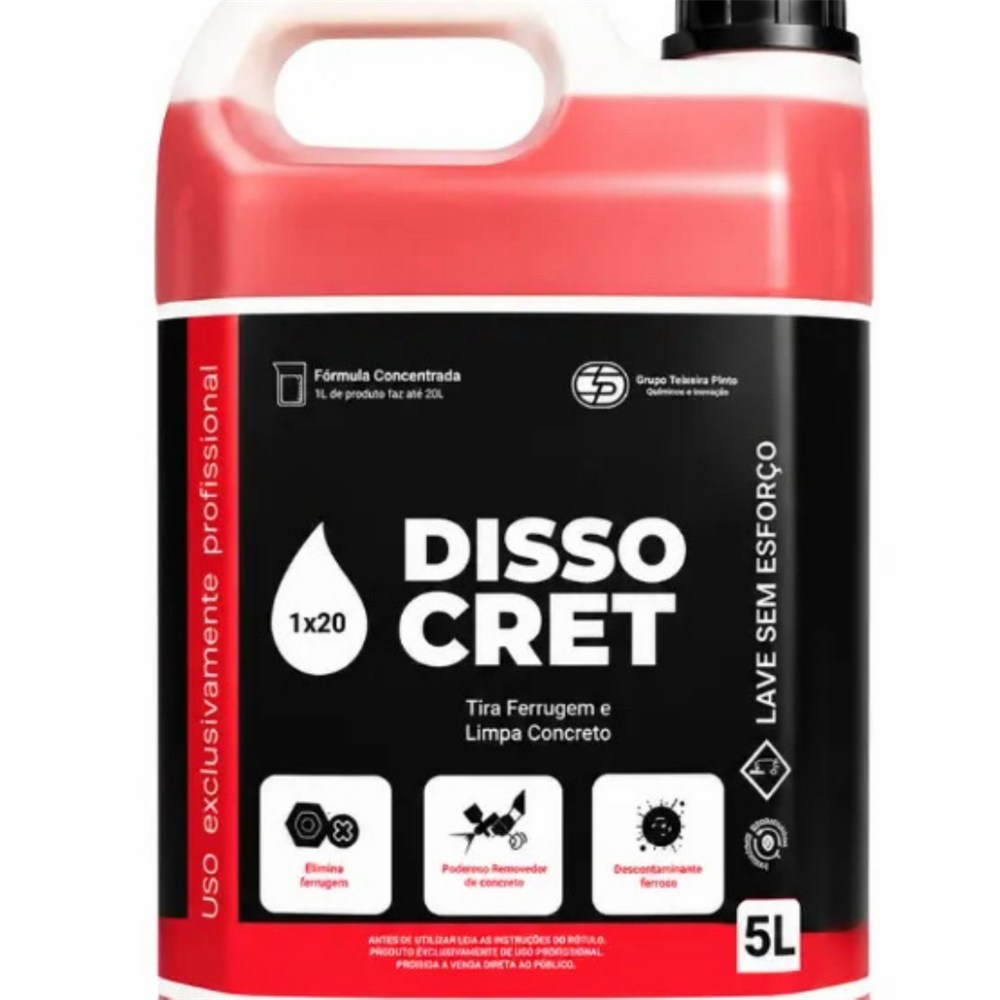 Fórmula Concentrada
1L de produto faz até 20L
Grupo Teixeira Pinto
Químicos e Inovação
uso exclusivamente profissional
LAVE SEM ESFORÇO
1x20
DISSO
CRET
Tira Ferrugem e
Limpa Concreto
Elimina
ferrugem
Poderoso Removedor
de concreto
Descontaminante
ferroso
5L
ANTES DE UTILIZAR LEIA AS INSTRUÇÕES DO RÓTULO.
PRODUTO EXCLUSIVAMENTE DE USO PROFISSIONAL.
PROIBIDA A VENDA DIRETA AO PÚBLICO.